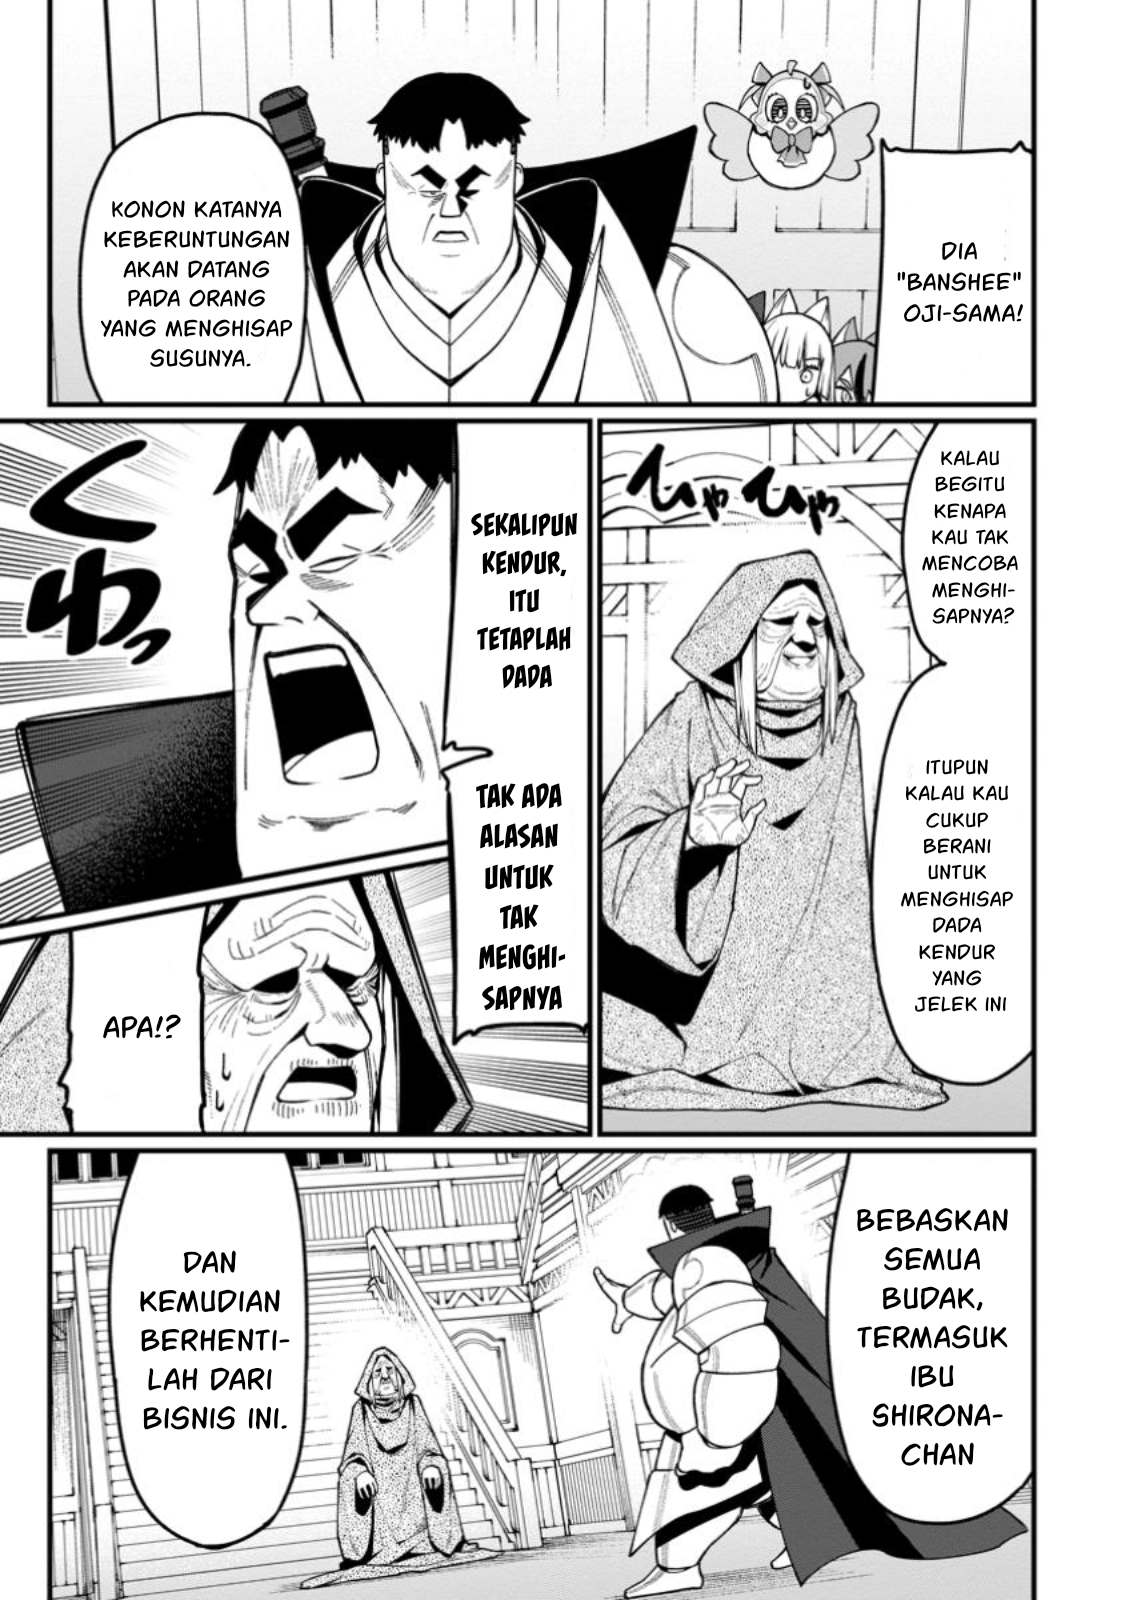 DIA
"BANSHEE"
OJI-SAMA!
KONON KATANYA
KEBERUNTUNGAN
AKAN DATANG
PADA ORANG
YANG MENGHISAP
SUSUNYA.
KALAU
BEGITU
KENAPA
KAU TAK
MENCOBA
MENGHI-
SAPNYA?
ひゃ
ひゃ
ITUPUN
KALAU KAU
CUKUP
BERANI
UNTUK
MENGHISAP
DADA
KENDUR
YANG
JELEK INI
SEKALIPUN
KENDUR,
ITU
TETAPLAH
DADA
TAK ADA
ALASAN
UNTUK
TAK
MENGHI-
SAPNYA
くわっ
APA!?
BEBASKAN
SEMUA
BUDAK,
TERMASUK
IBU
SHIRONA-
CHAN
DAN
KEMUDIAN
BERHENTI-
LAH DARI
BISNIS INI.